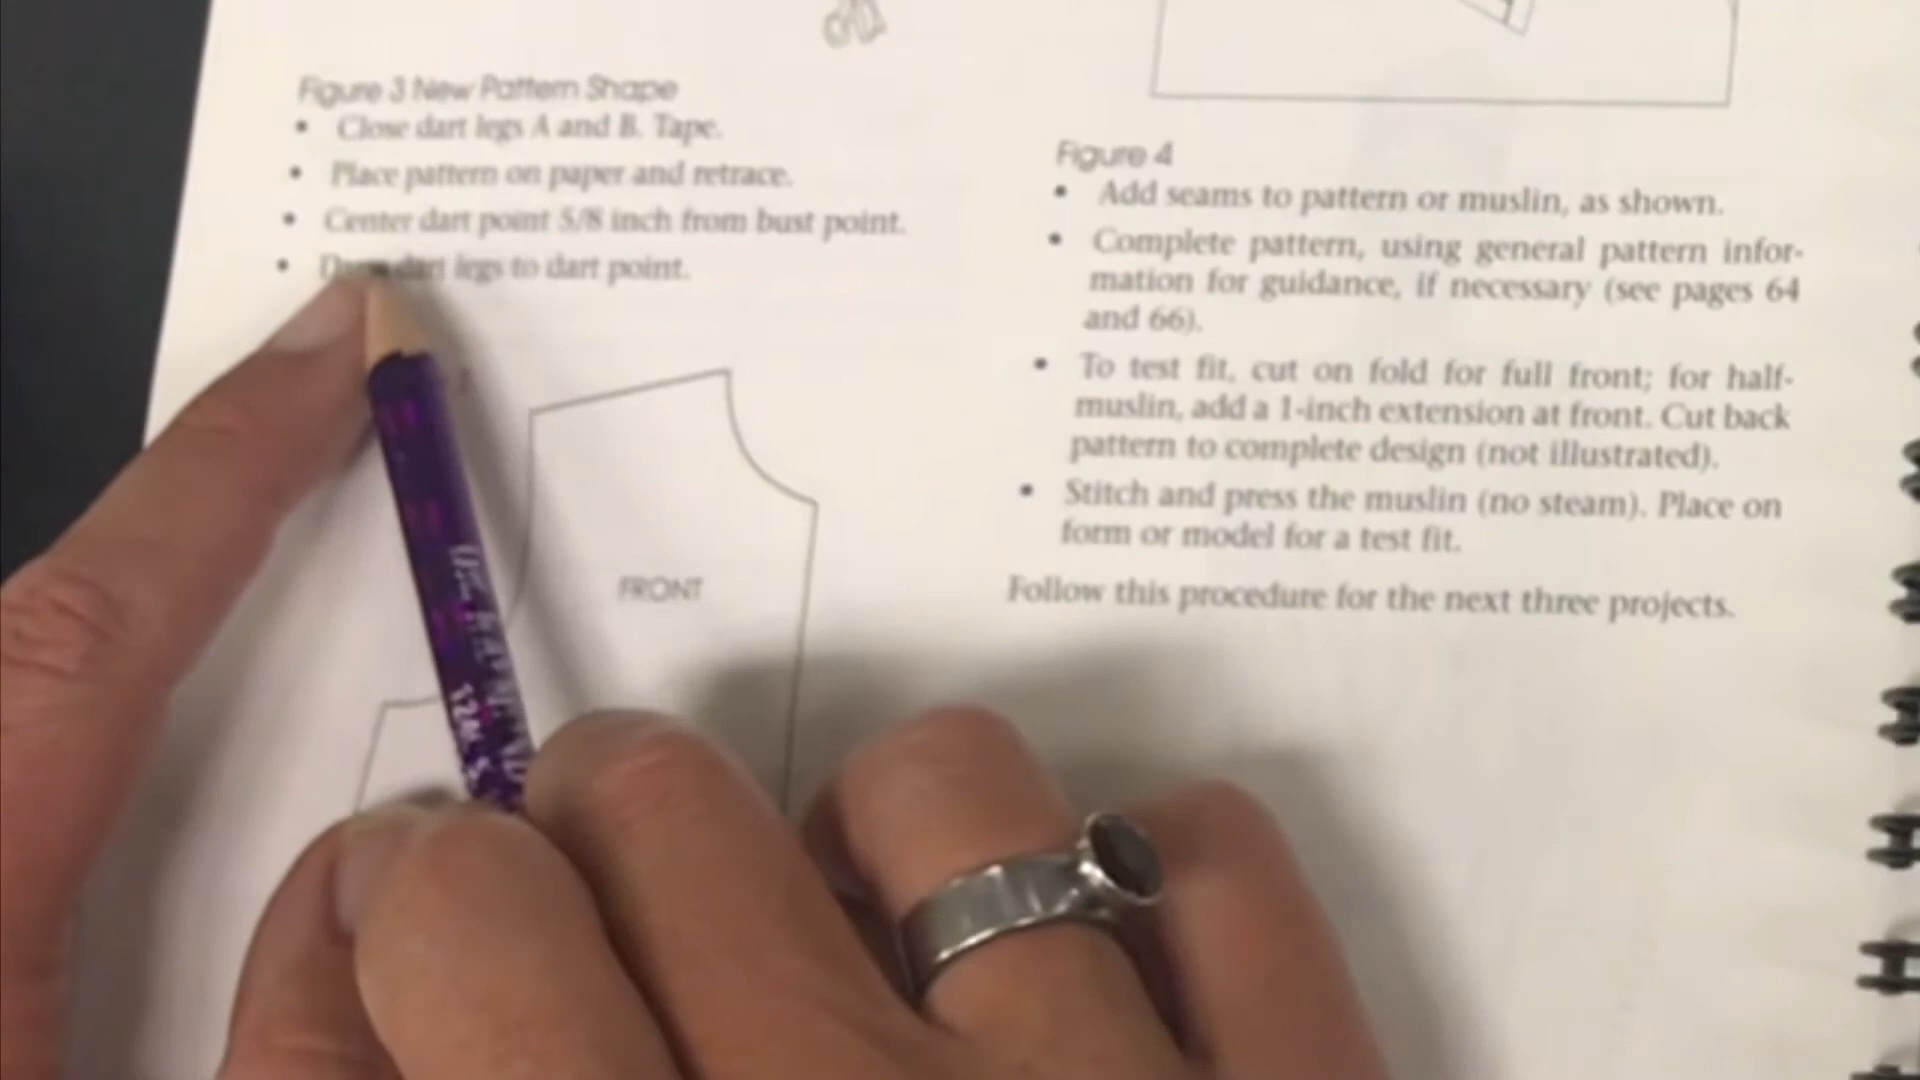 Figure 3 New Pattern Shape
• Close dart legs A and B. Tape.
• Place pattern on paper and retrace.
• Center dart point 5/8 inch from bust point.
• dart legs to dart point.
FRONT
Figure 4
• Add seams to pattern or muslin, as shown.
• Complete pattern, using general pattern infor-
mation for guidance, if necessary (see pages 64
and 66).
• To test fit, cut on fold for full front; for half-
muslin, add a 1-inch extension at front. Cut back
pattern to complete design (not illustrated).
• Stitch and press the muslin (no steam). Place on
form or model for a test fit.
Follow this procedure for the next three projects.